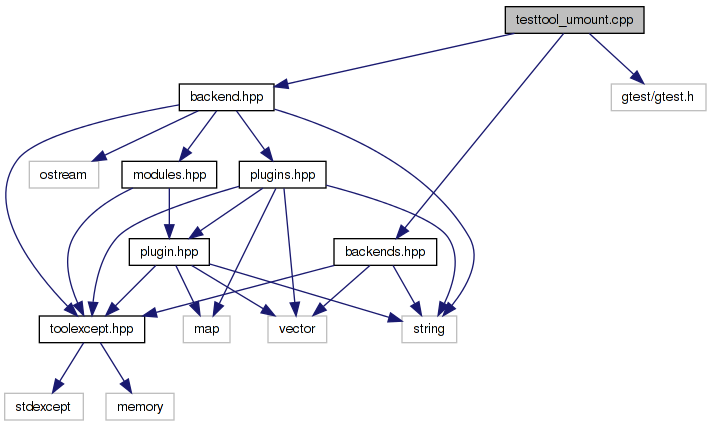 testtool_umount.cpp
backend.hpp
gtest/gtest.h
ostream
modules.hpp
plugins.hpp
plugin.hpp
backends.hpp
toolexcept.hpp
map
vector
string
stdexcept
memory